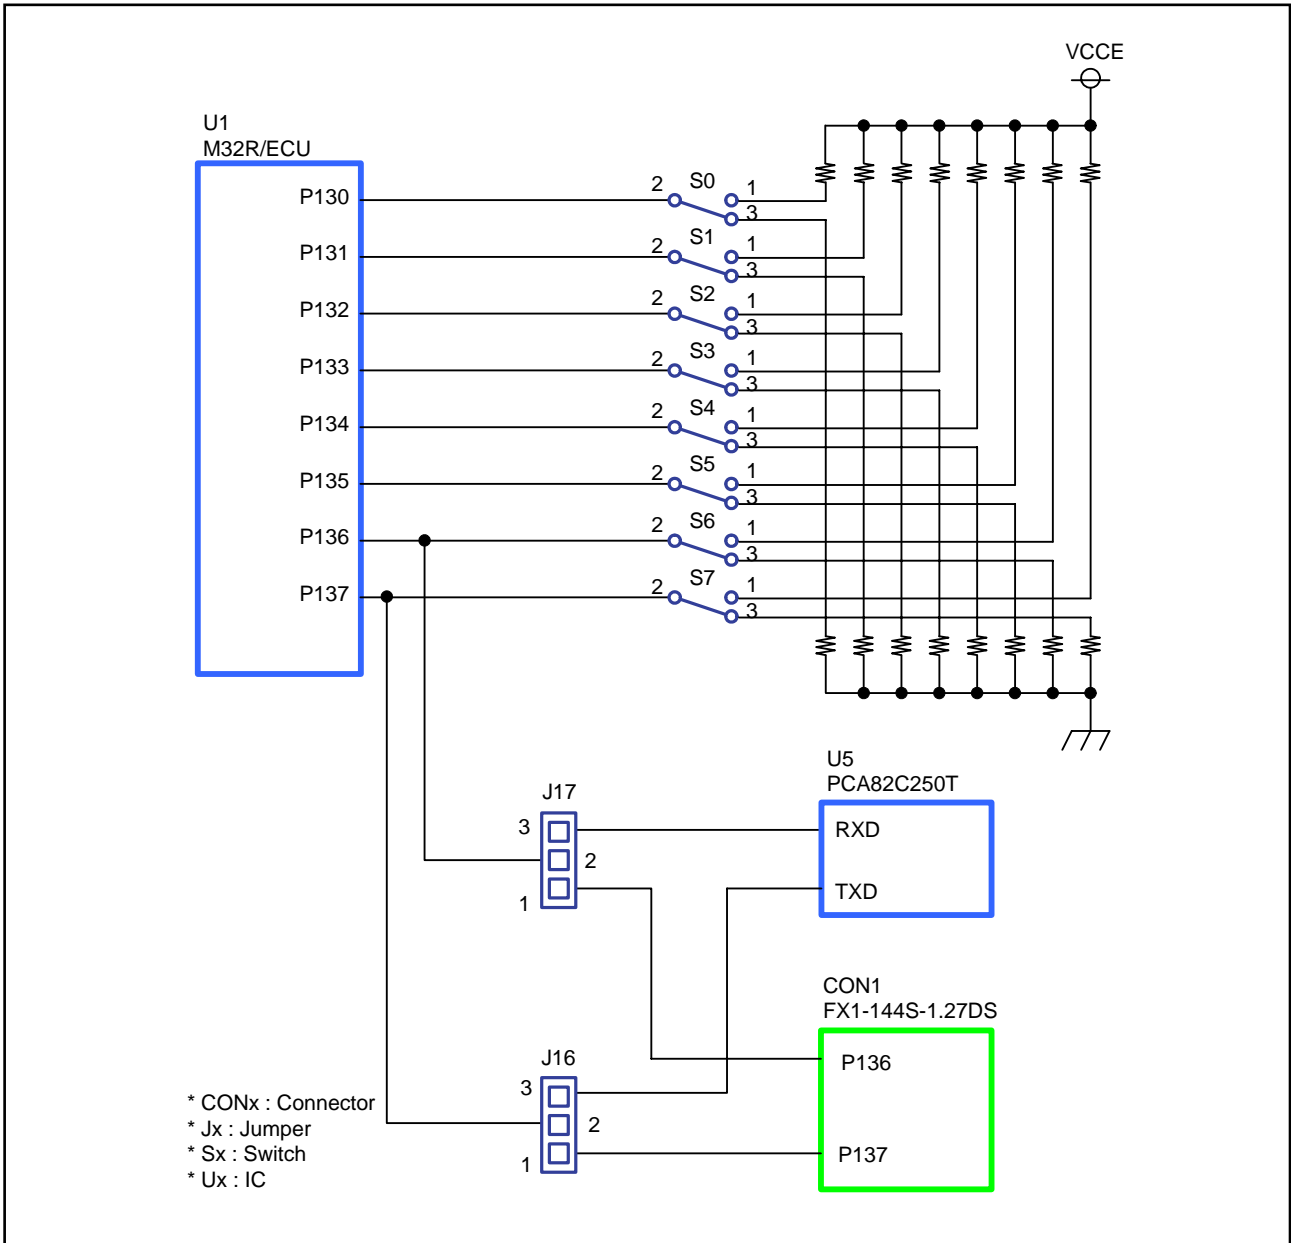 VCCE
U1
M32R/ECU
P130
2
S0
1
3
P131
2
S1
1
3
P132
2
S2
1
3
P133
2
S3
1
3
P134
2
S4
1
3
P135
2
S5
1
3
P136
2
S6
1
3
P137
2
S7
1
3
U5
PCA82C250T
J17
3
2
1
RXD
TXD
CON1
FX1-144S-1.27DS
J16
3
2
1
P136
P137
* CONx : Connector
* Jx : Jumper
* Sx : Switch
* Ux : IC